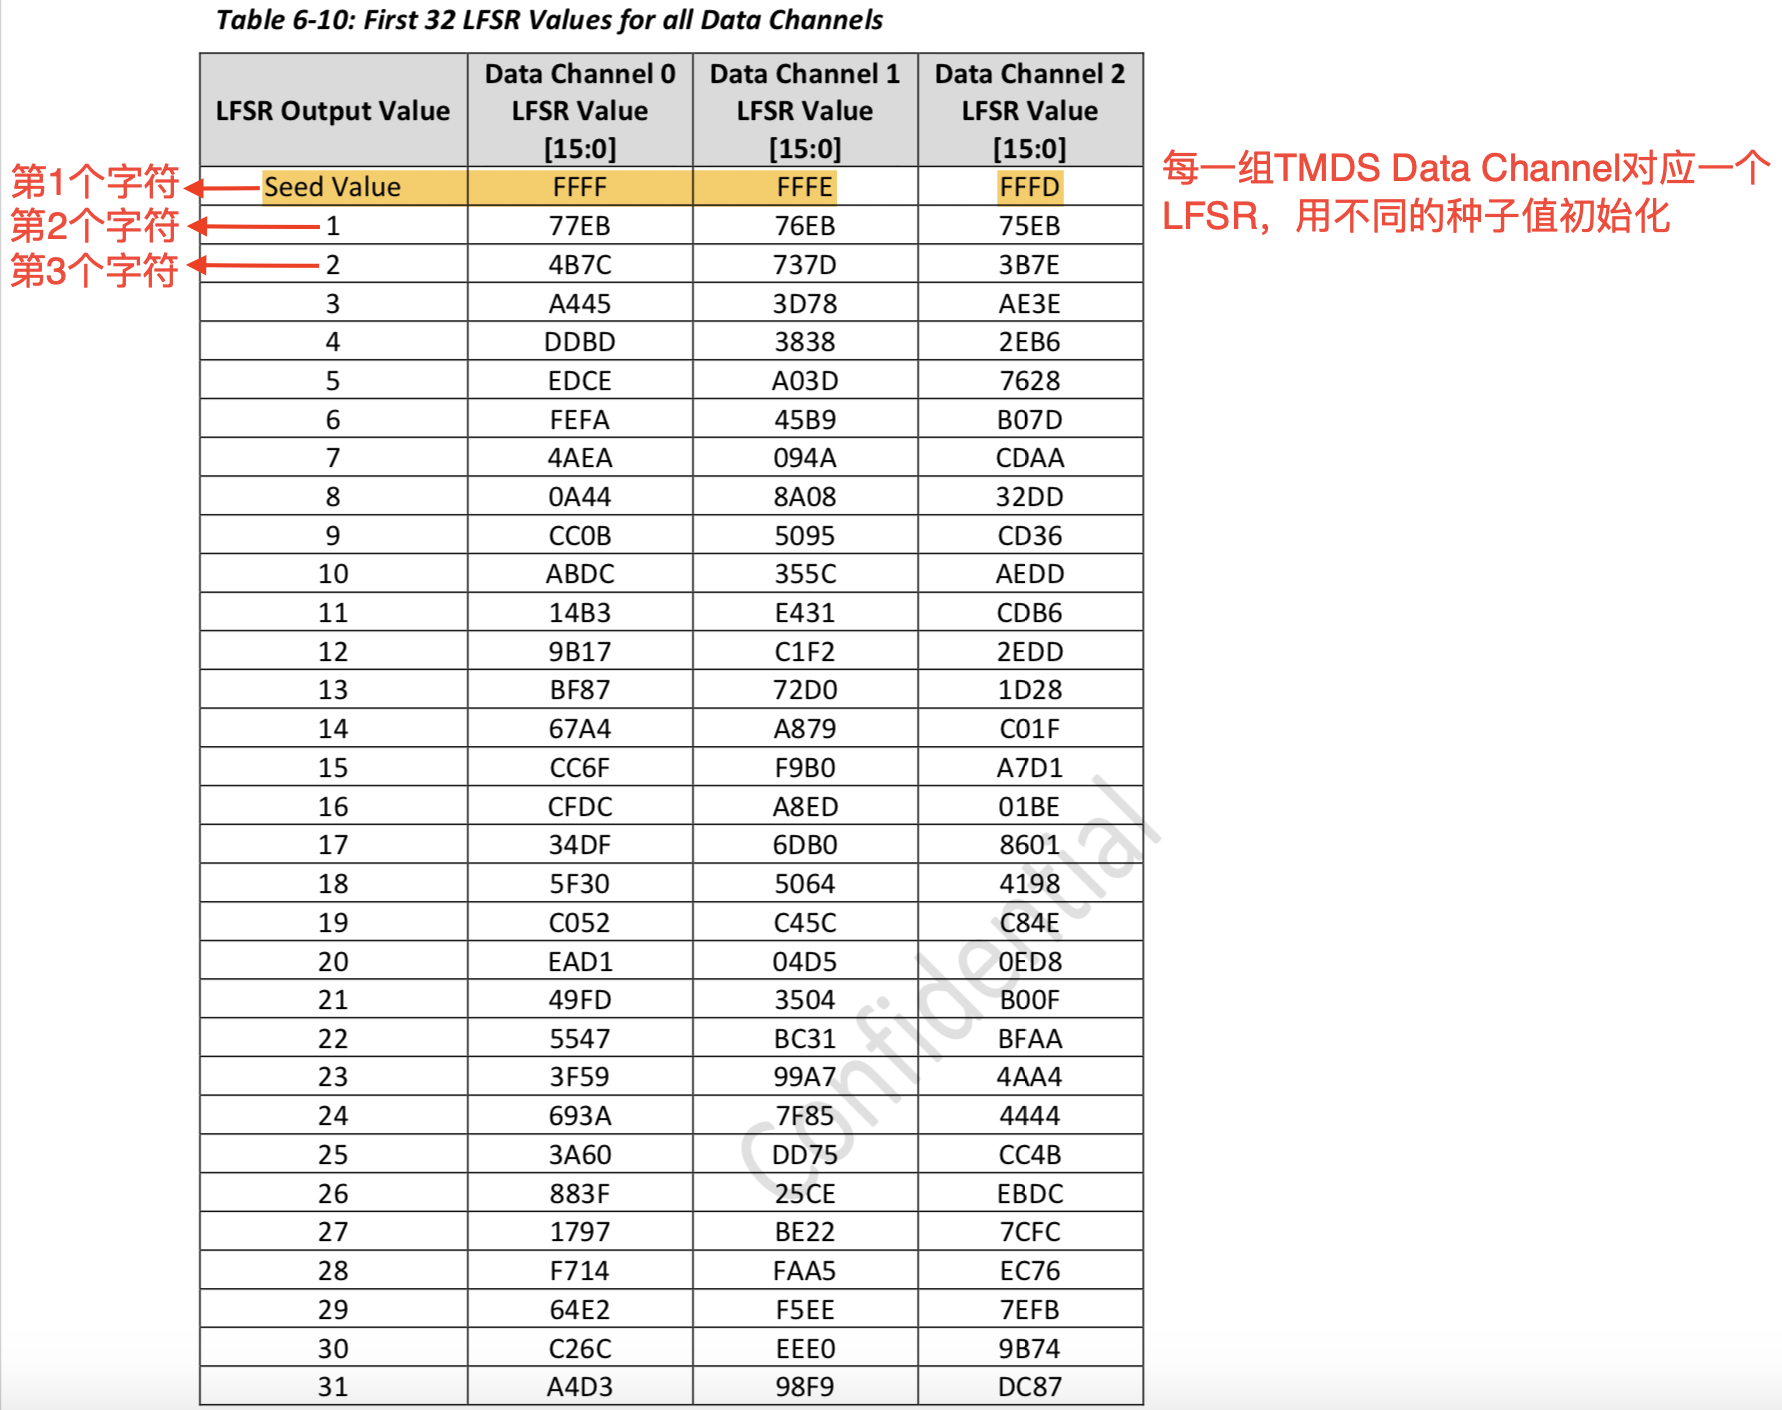 Table 6-10: First 32 LFSR Values for all Data Channels
LFSR Output Value
Data Channel 0
LFSR Value
[15:0]
Data Channel 1
LFSR Value
[15:0]
Data Channel 2
LFSR Value
[15:0]
第1个字符
Seed Value FFFF FFFE FFFD
第2个字符
1 77EB 76EB 75EB
第3个字符
2 4B7C 737D 3B7E
3 A445 3D78 AE3E
4 DDBD 3838 2EB6
5 EDCE A03D 7628
6 FEFA 45B9 B07D
7 4AEA 094A CDAA
8 0A44 8A08 32DD
9 CC0B 5095 CD36
10 ABDC 355C AEDD
11 14B3 E431 CDB6
12 9B17 C1F2 2EDD
13 BF87 72D0 1D28
14 67A4 A879 C01F
15 CC6F F9B0 A7D1
16 CFDC A8ED 01BE
17 34DF 6DB0 8601
18 5F30 5064 4198
19 C052 C45C C84E
20 EAD1 04D5 0ED8
21 49FD 3504 B00F
22 5547 BC31 BFAA
23 3F59 99A7 4AA4
24 693A 7F85 4444
25 3A60 DD75 CC4B
26 883F 25CE EBDC
27 1797 BE22 7CFC
28 F714 FAA5 EC76
29 64E2 F5EE 7EFB
30 C26C EEE0 9B74
31 A4D3 98F9 DC87
每一组TMDS Data Channel对应一个
LFSR，用不同的种子值初始化
Confidential